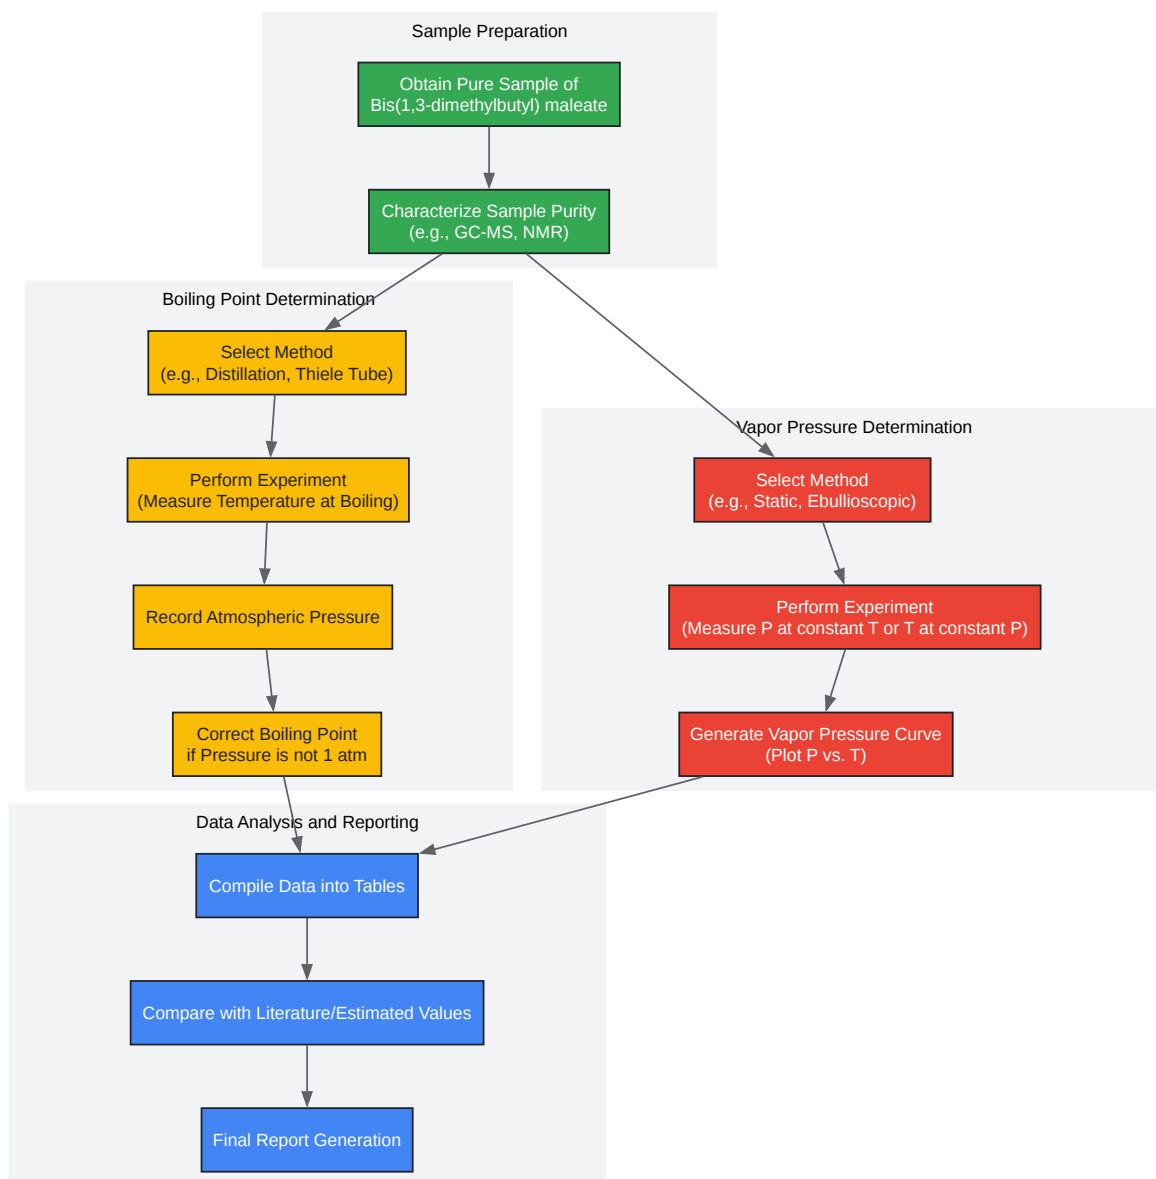 Sample Preparation
Obtain Pure Sample of
Bis(1,3-dimethylbutyl) maleate
Characterize Sample Purity
(e.g., GC-MS, NMR)
Boiling Point Determination
Select Method
(e.g., Distillation, Thiele Tube)
Perform Experiment
(Measure Temperature at Boiling)
Record Atmospheric Pressure
Correct Boiling Point
if Pressure is not 1 atm
Vapor Pressure Determination
Select Method
(e.g., Static, Ebullioscopic)
Perform Experiment
(Measure P at constant T or T at constant P)
Generate Vapor Pressure Curve
(Plot P vs. T)
Data Analysis and Reporting
Compile Data into Tables
Compare with Literature/Estimated Values
Final Report Generation